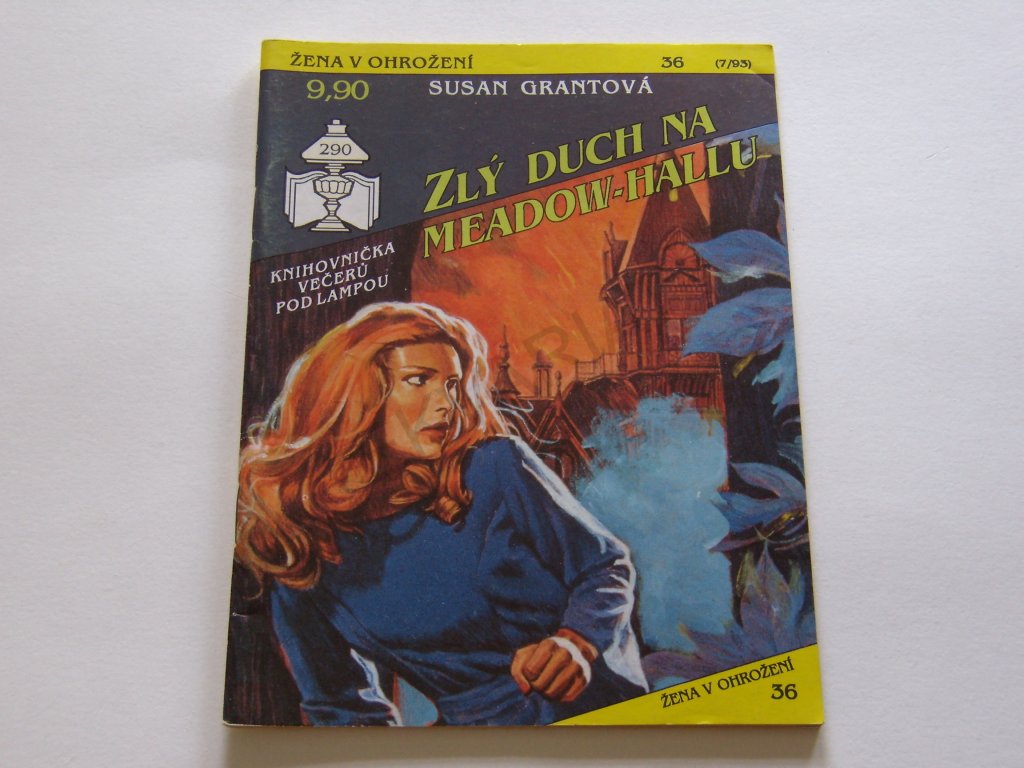 ŽENA V OHROŽENÍ 36 (7/93)
9,90 SUSAN GRANTOVÁ
290
ZLÝ DUCH NA
MEADOW-HALLU
KNIHOVNIČKA
VEČERŮ
POD LAMPOU
ŽENA V OHROŽENÍ
36